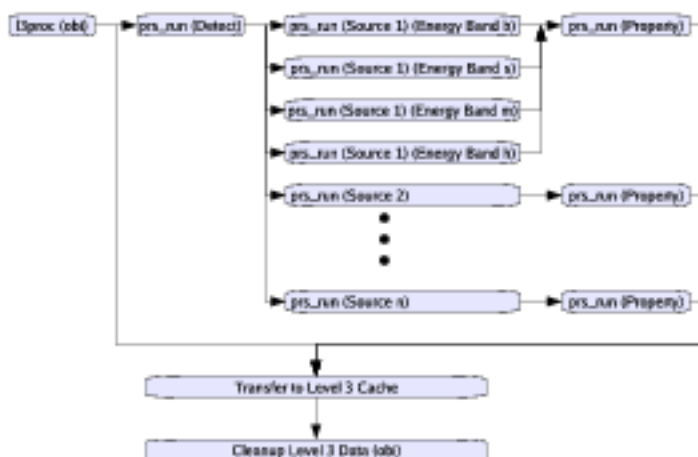 l3proc (obi)
prs_run (Detect)
prs_run (Source 1) (Energy Band b)
prs_run (Property)
prs_run (Source 1) (Energy Band s)
prs_run (Source 1) (Energy Band m)
prs_run (Source 1) (Energy Band h)
prs_run (Source 2)
prs_run (Property)
prs_run (Source n)
prs_run (Property)
Transfer to Level 3 Cache
Cleanup Level 3 Data (obi)